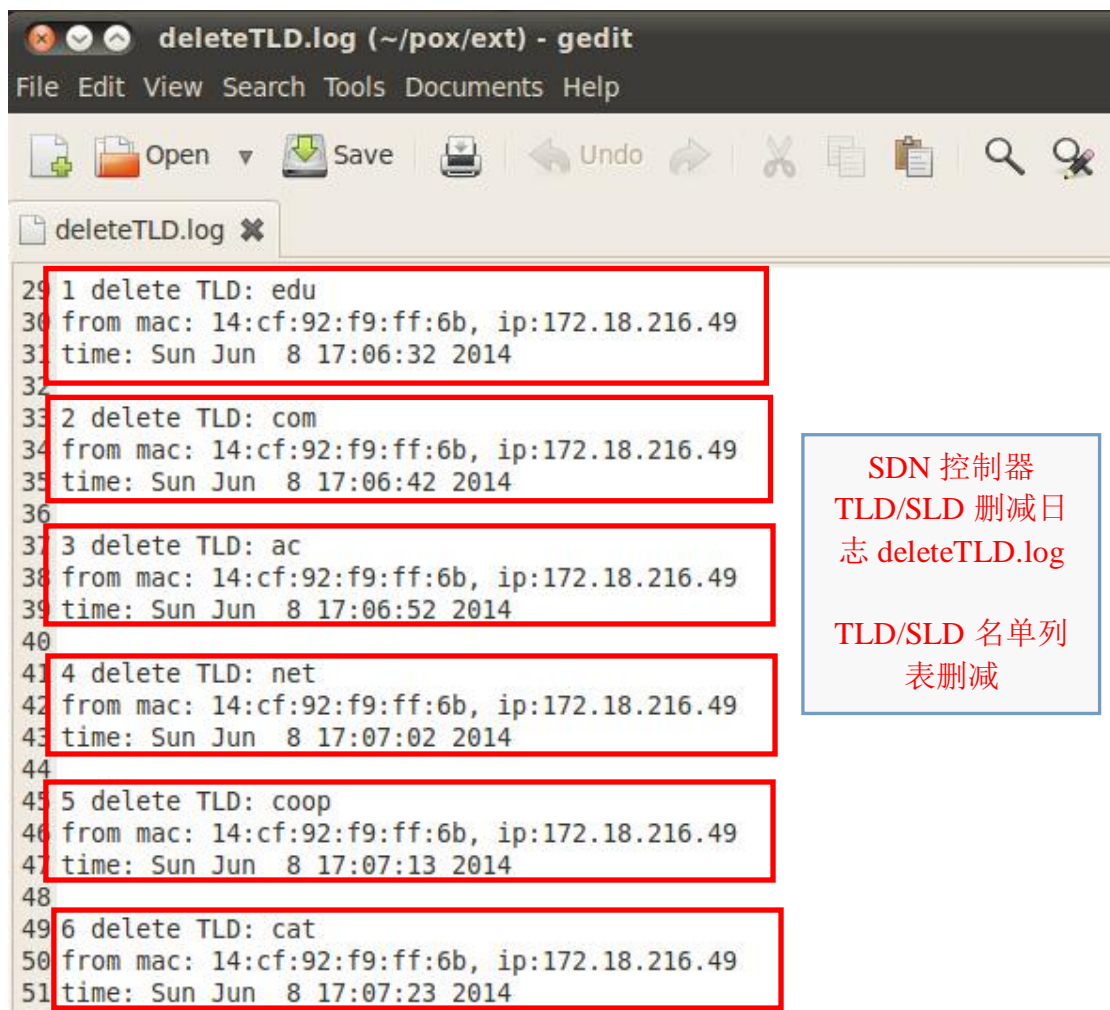 deleteTLD.log (~/pox/ext) - gedit
File Edit View Search Tools Documents Help
Open Save Undo
deleteTLD.log
29 1 delete TLD: edu
30 from mac: 14:cf:92:f9:ff:6b, ip:172.18.216.49
31 time: Sun Jun  8 17:06:32 2014
32
33 2 delete TLD: com
34 from mac: 14:cf:92:f9:ff:6b, ip:172.18.216.49
35 time: Sun Jun  8 17:06:42 2014
36
37 3 delete TLD: ac
38 from mac: 14:cf:92:f9:ff:6b, ip:172.18.216.49
39 time: Sun Jun  8 17:06:52 2014
40
41 4 delete TLD: net
42 from mac: 14:cf:92:f9:ff:6b, ip:172.18.216.49
43 time: Sun Jun  8 17:07:02 2014
44
45 5 delete TLD: coop
46 from mac: 14:cf:92:f9:ff:6b, ip:172.18.216.49
47 time: Sun Jun  8 17:07:13 2014
48
49 6 delete TLD: cat
50 from mac: 14:cf:92:f9:ff:6b, ip:172.18.216.49
51 time: Sun Jun  8 17:07:23 2014
SDN 控制器
TLD/SLD 删减日
志 deleteTLD.log
TLD/SLD 名单列
表删减